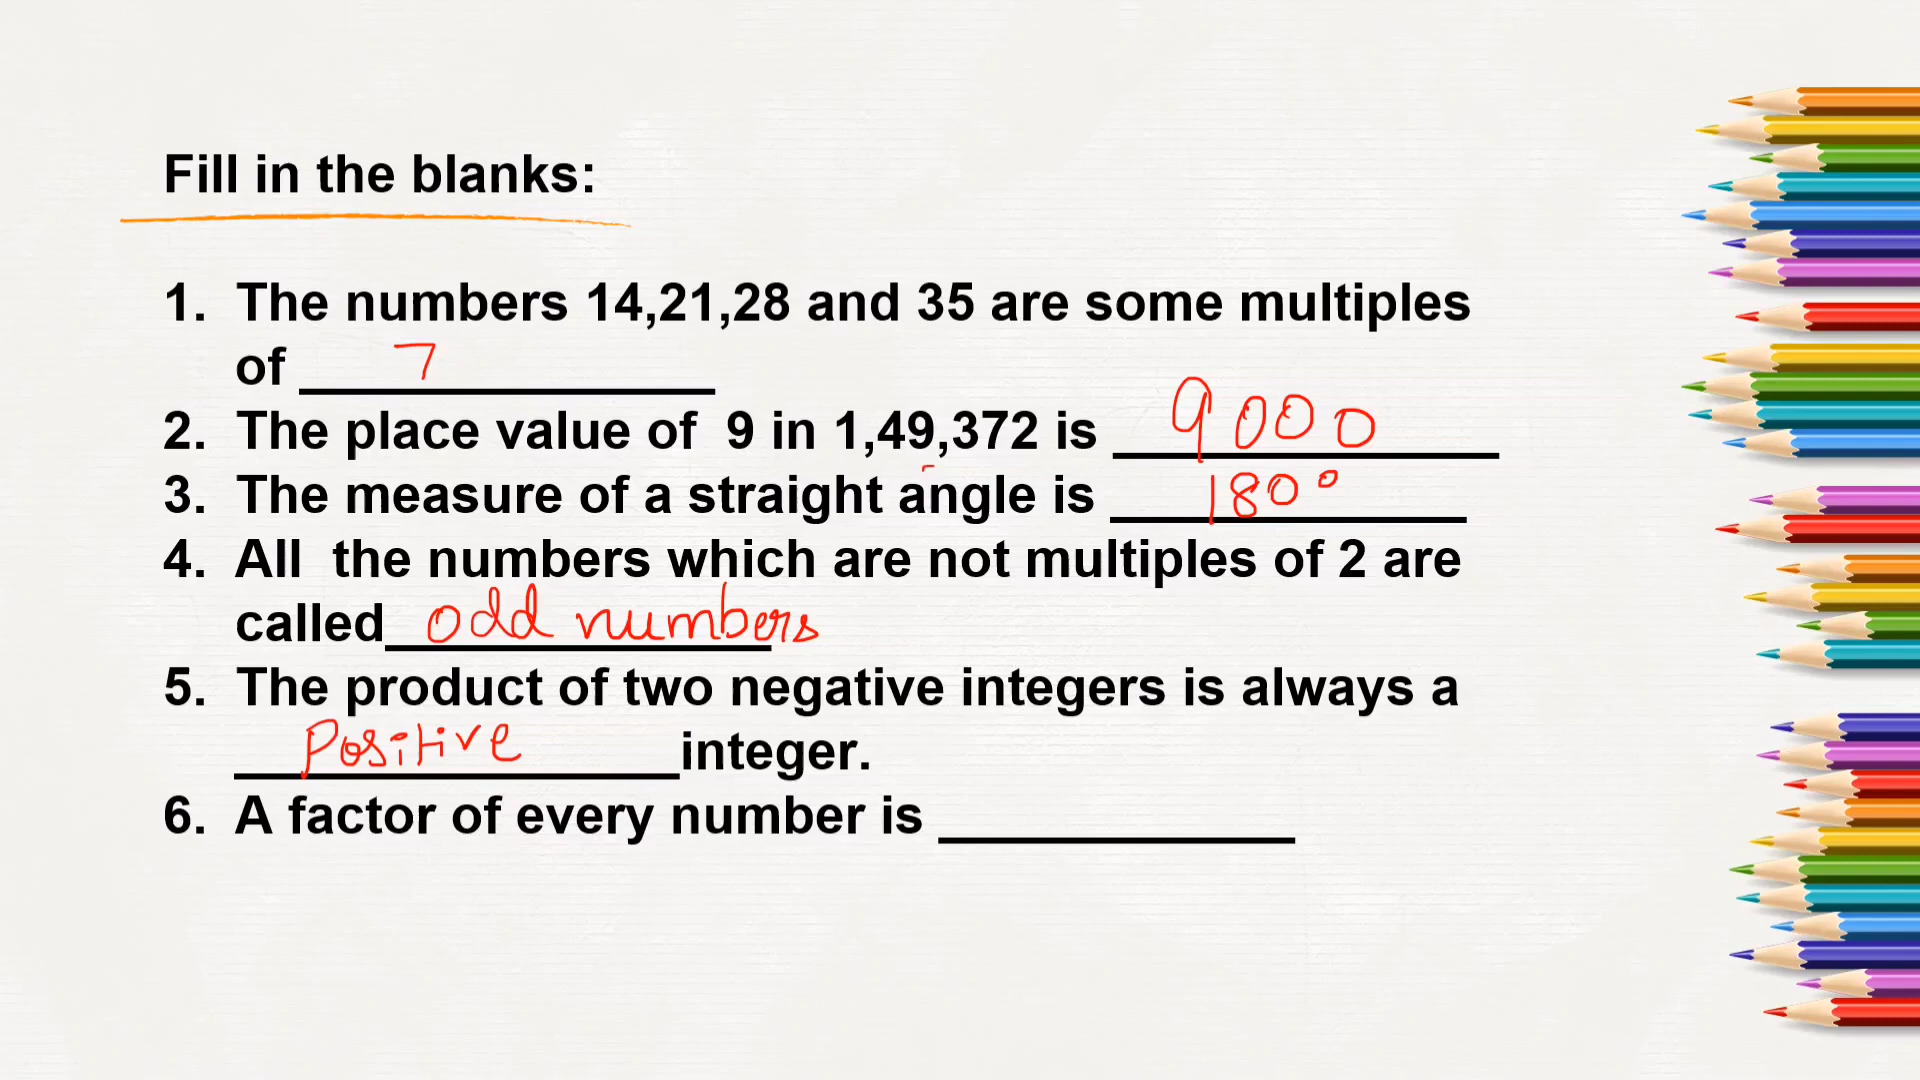 Fill in the blanks:
1. The numbers 14,21,28 and 35 are some multiples
of 7
2. The place value of 9 in 1,49,372 is 9000
3. The measure of a straight angle is 180°
4. All the numbers which are not multiples of 2 are
called odd numbers
5. The product of two negative integers is always a
Positive integer.
6. A factor of every number is